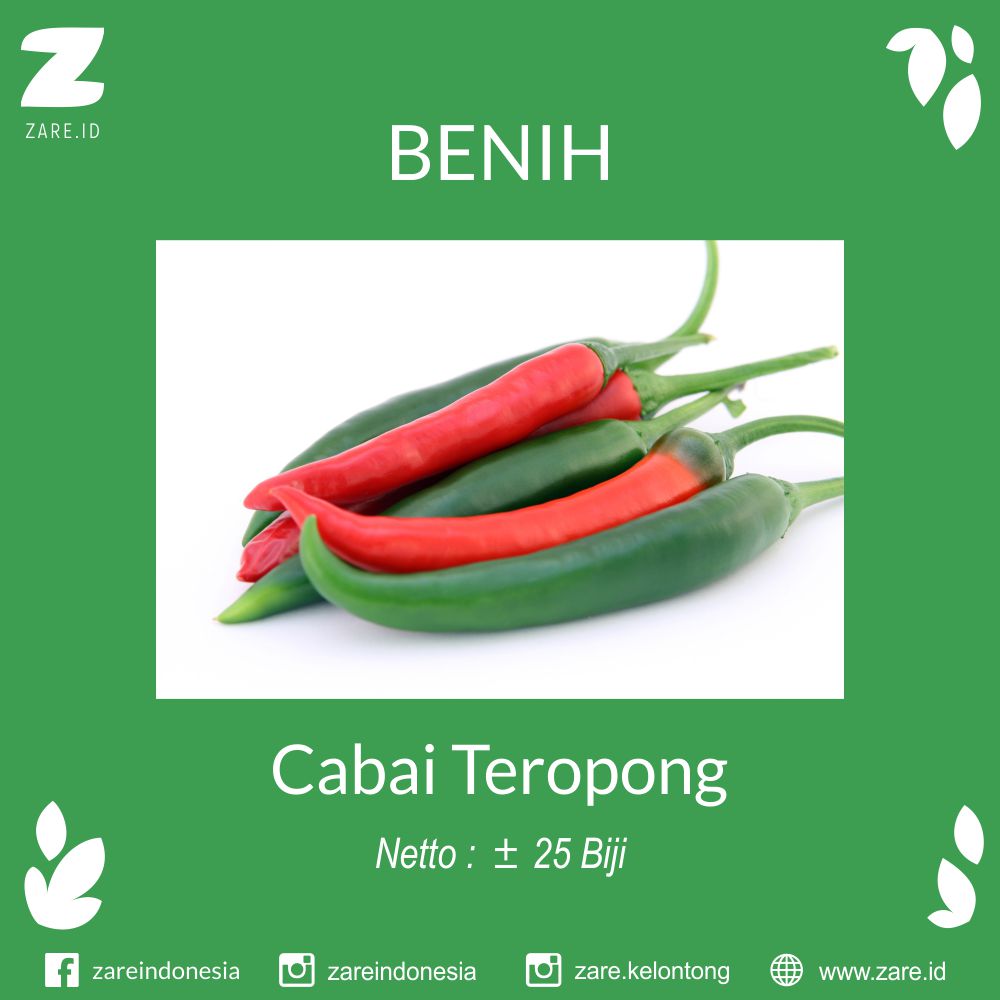 ZARE.ID
BENIH
Cabai Teropong
Netto : ± 25 Biji
zareindonesia zareindonesia zare.kelontong www.zare.id